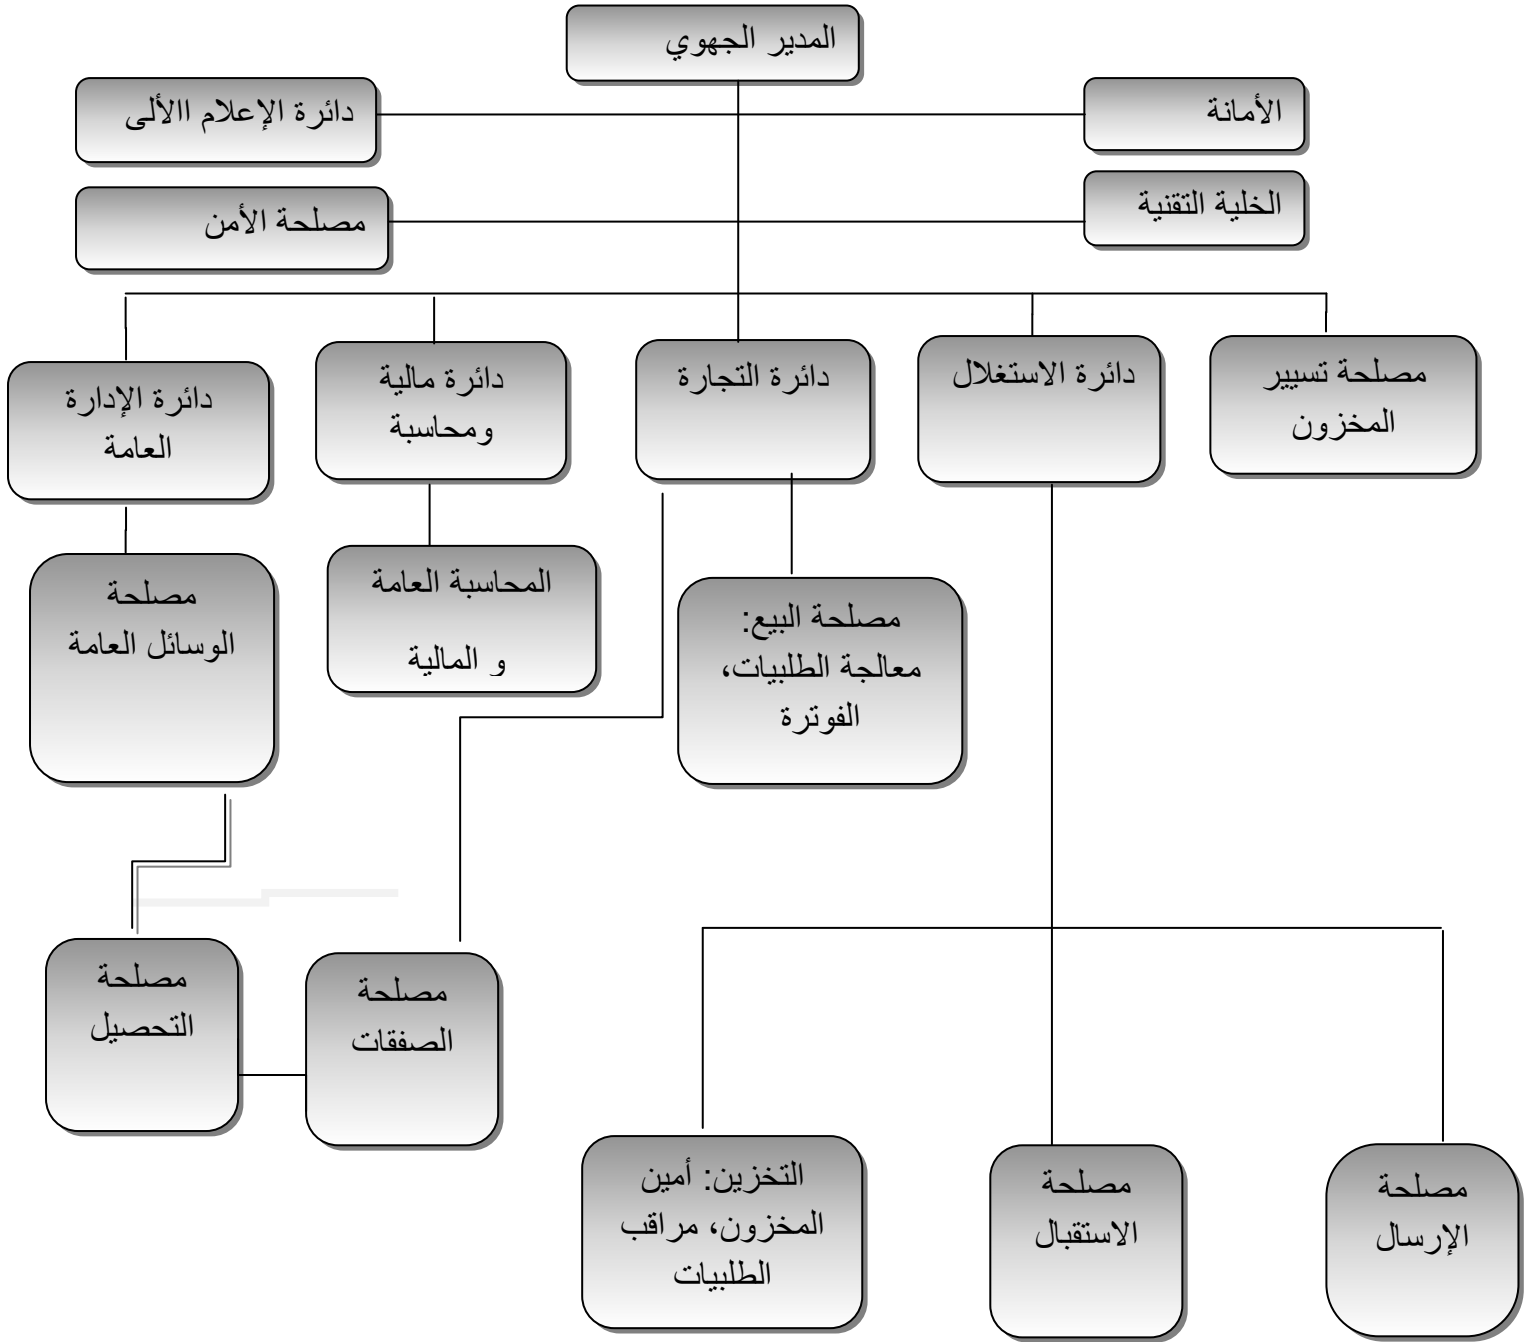 المدير الجهوي
الأمانة
دائرة الإعلام االألى
الخلية التقنية
مصلحة الأمن
مصلحة تسيير
المخزون
دائرة الاستغلال
دائرة التجارة
دائرة مالية
ومحاسبة
دائرة الإدارة
العامة
المحاسبة العامة
و المالية
مصلحة
الوسائل العامة
مصلحة البيع:
معالجة الطلبيات،
الفوترة
مصلحة
الصفقات
مصلحة
التحصيل
مصلحة
الإرسال
مصلحة
الاستقبال
التخزين: أمين
المخزون، مراقب
الطلبيات